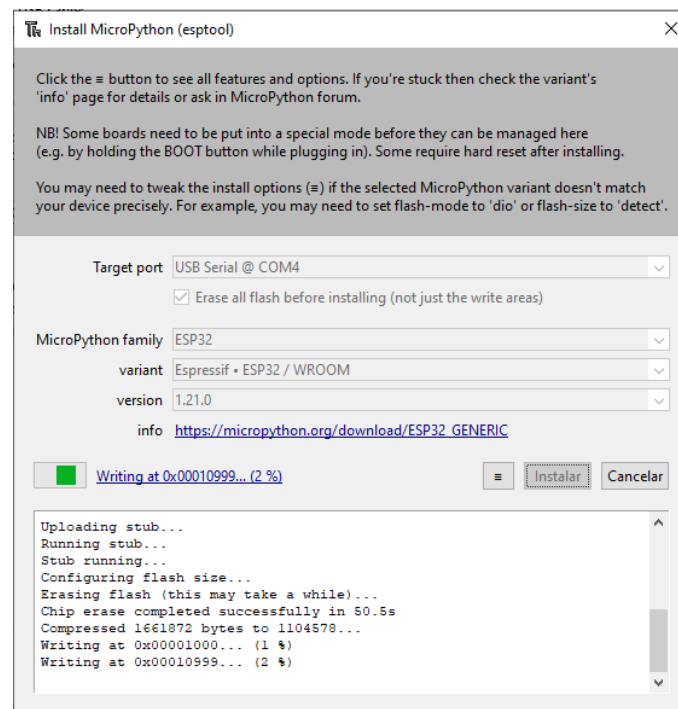 Install MicroPython (esptool)
Click the ≡ button to see all features and options. If you're stuck then check the variant's
'info' page for details or ask in MicroPython forum.
NB! Some boards need to be put into a special mode before they can be managed here
(e.g. by holding the BOOT button while plugging in). Some require hard reset after installing.
You may need to tweak the install options (≡) if the selected MicroPython variant doesn't match
your device precisely. For example, you may need to set flash-mode to 'dio' or flash-size to 'detect'.
Target port USB Serial @ COM4
Erase all flash before installing (not just the write areas)
MicroPython family ESP32
variant Espressif • ESP32 / WROOM
version 1.21.0
info https://micropython.org/download/ESP32_GENERIC
Writing at 0x00010999... (2 %) ≡ Instalar Cancelar
Uploading stub...
Running stub...
Stub running...
Configuring flash size...
Erasing flash (this may take a while)...
Chip erase completed successfully in 50.5s
Compressed 1661872 bytes to 1104578...
Writing at 0x00001000... (1 %)
Writing at 0x00010999... (2 %)